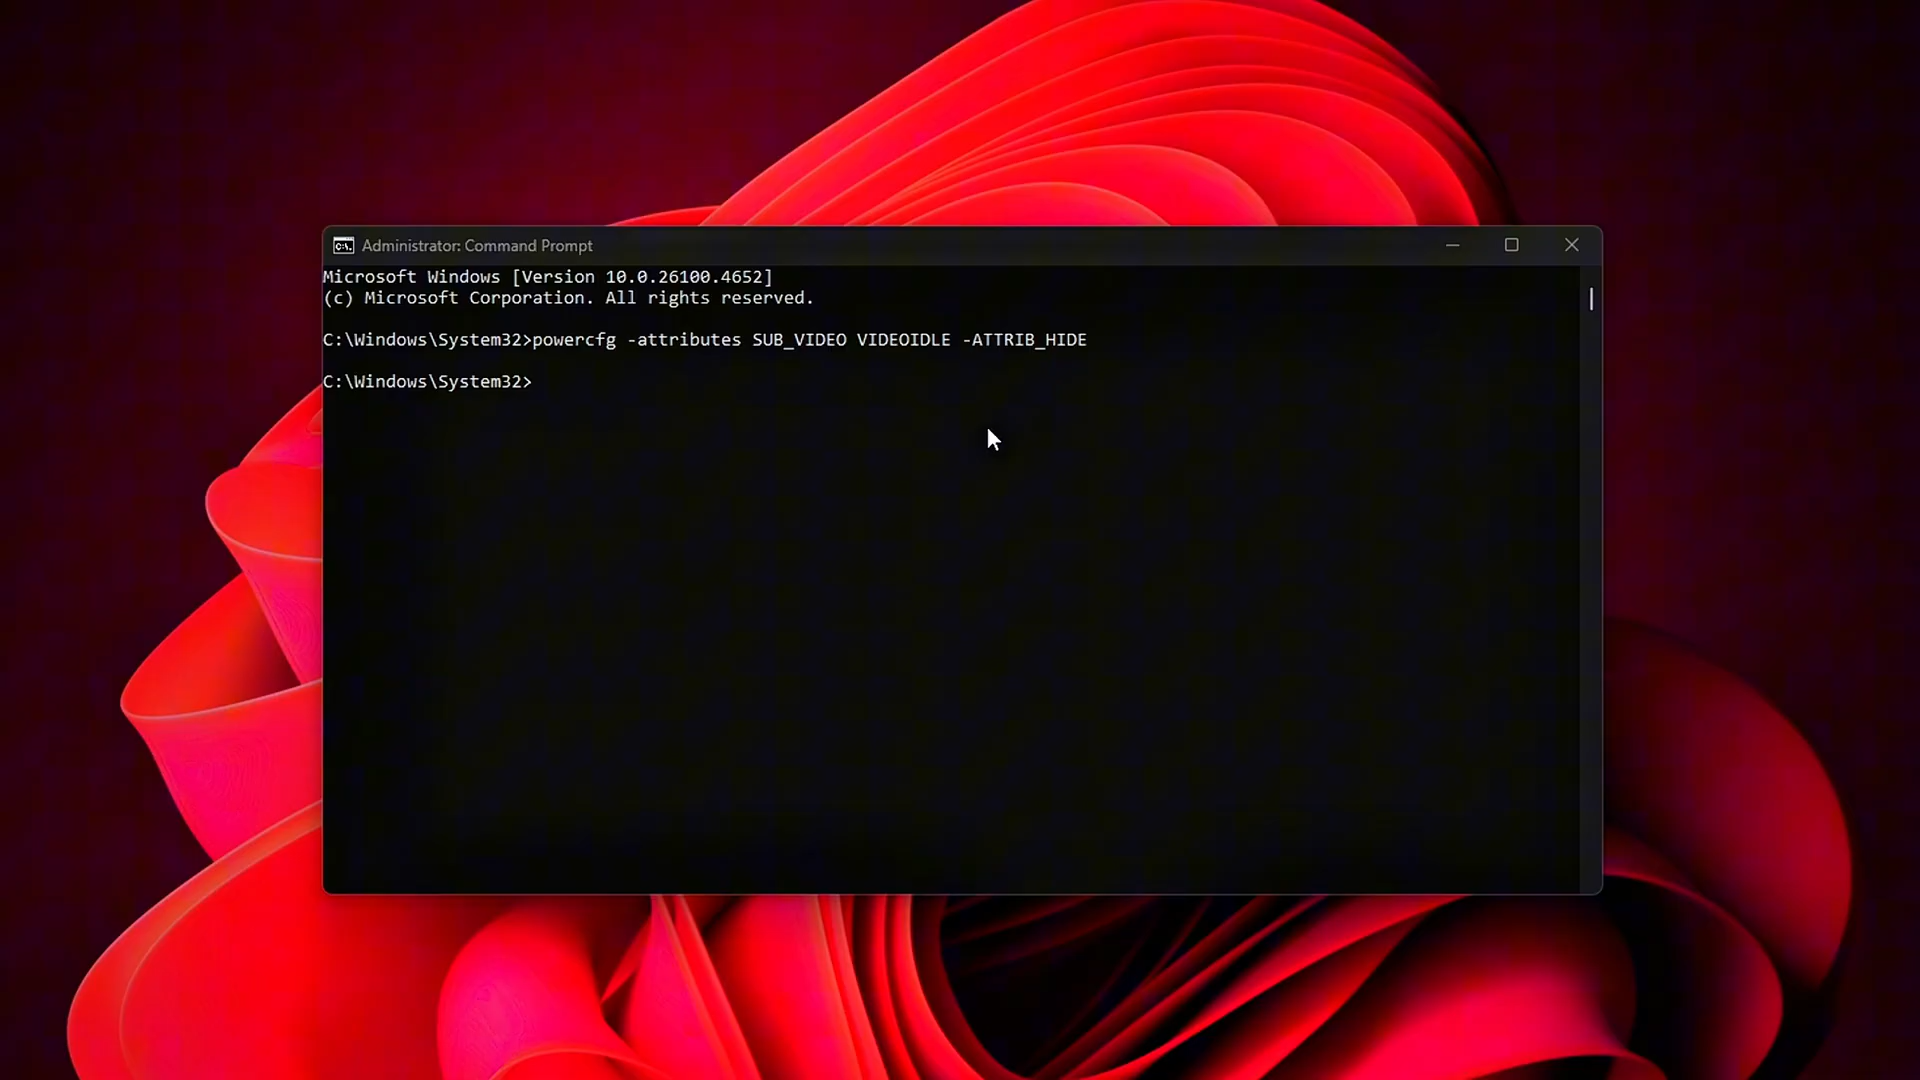 Administrator: Command Prompt
Microsoft Windows [Version 10.0.26100.4652]
(c) Microsoft Corporation. All rights reserved.
C:\Windows\System32>powercfg -attributes SUB_VIDEO VIDEOIDLE -ATTRIB_HIDE
C:\Windows\System32>